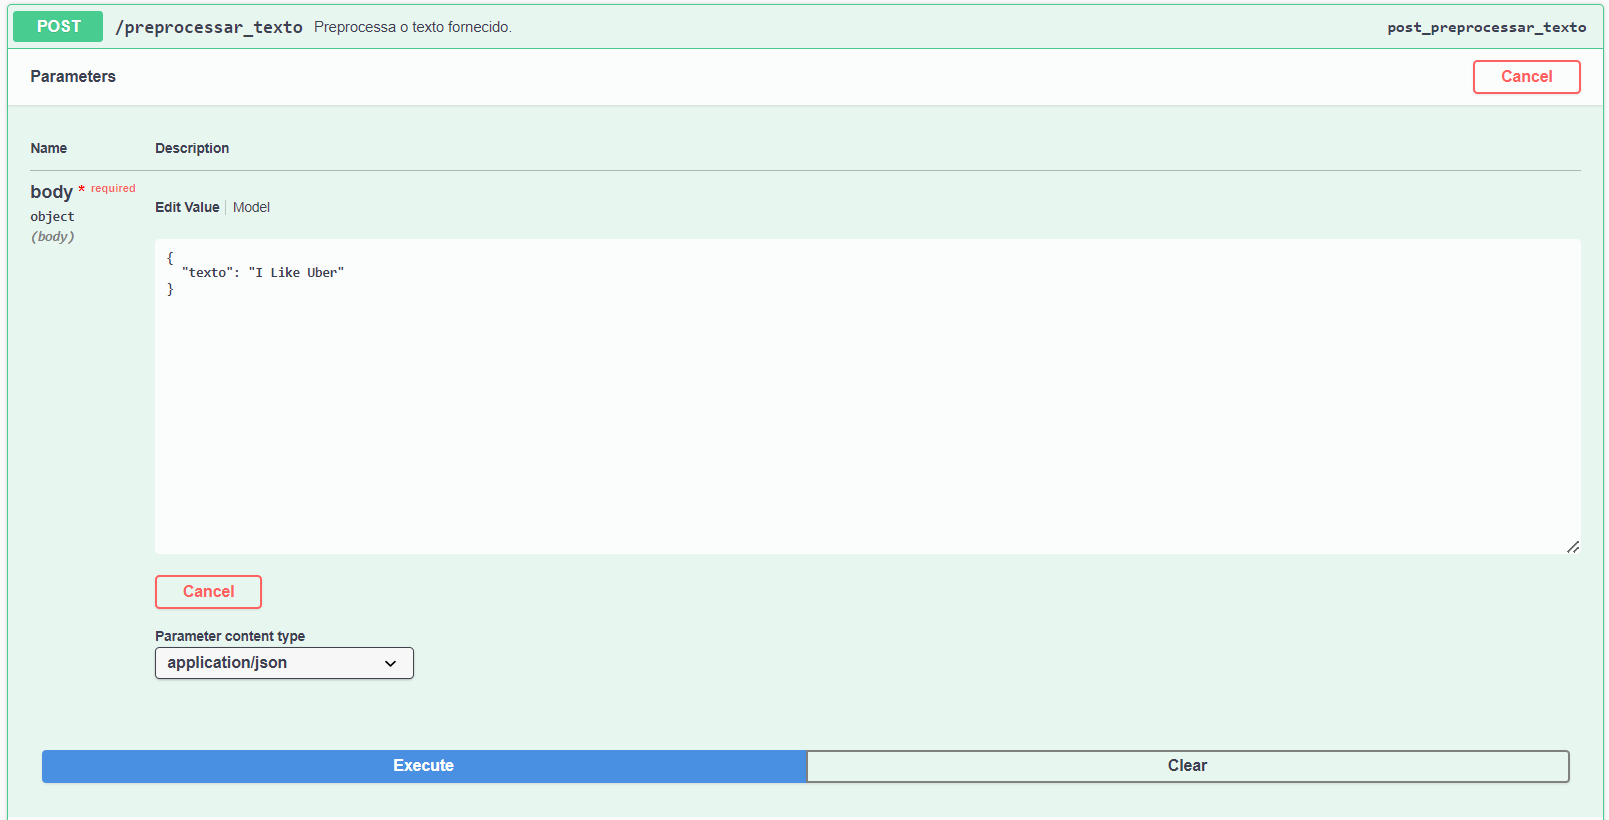 POST /preprocessar_texto Preprocessa o texto fornecido. post_preprocessar_texto
Parameters Cancel
Name Description
body * required
object
(body)
Edit Value Model
{
"texto": "I Like Uber"
}
Cancel
Parameter content type
application/json
Execute Clear